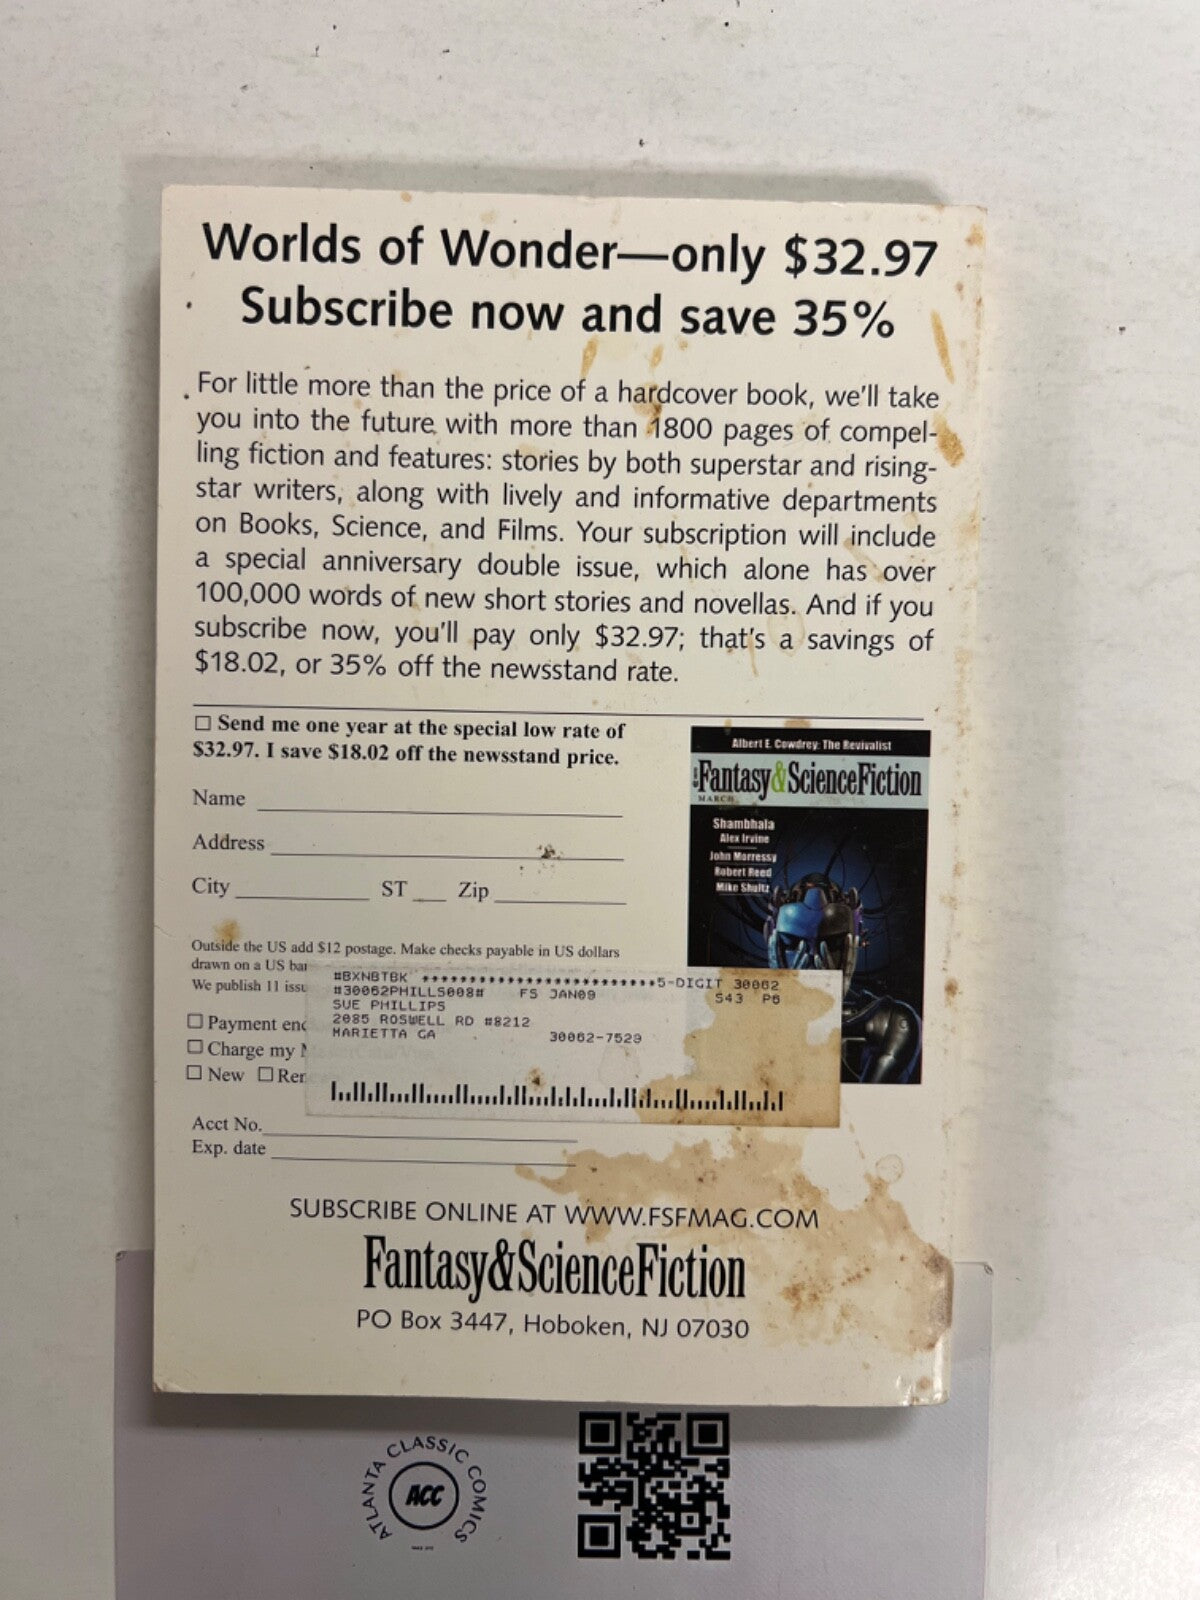 Worlds of Wonder—only $32.97
Subscribe now and save 35%
For little more than the price of a hardcover book, we'll take
you into the future with more than 1800 pages of compel-
ling fiction and features: stories by both superstar and rising-
star writers, along with lively and informative departments
on Books, Science, and Films. Your subscription will include
a special anniversary double issue, which alone has over
100,000 words of new short stories and novellas. And if you
subscribe now, you'll pay only $32.97; that's a savings of
$18.02, or 35% off the newsstand rate.
☐ Send me one year at the special low rate of
$32.97. I save $18.02 off the newsstand price.
Name
Address
City ST Zip
Outside the US add $12 postage. Make checks payable in US dollars
drawn on a US
We publish 11
☐ Payment
☐ Charge my
☐ New ☐
Acct No.
Exp. date
Albert E. Cowdrey: The Revivalist
Fantasy&ScienceFiction
MARCH
Shambhala
Alex Irvine
John Morressy
Robert Reed
Mike Shultz
#BXNBTBK ***************************5-DIGIT 30062
#30062PHILLS008# FS JAN09 S43 P6
SUE PHILLIPS
2085 ROSWELL RD #8212
MARIETTA GA 30062-7529
SUBSCRIBE ONLINE AT WWW.FSFMAG.COM
Fantasy&ScienceFiction
PO Box 3447, Hoboken, NJ 07030
ATLANTA CLASSIC COMICS
ACC